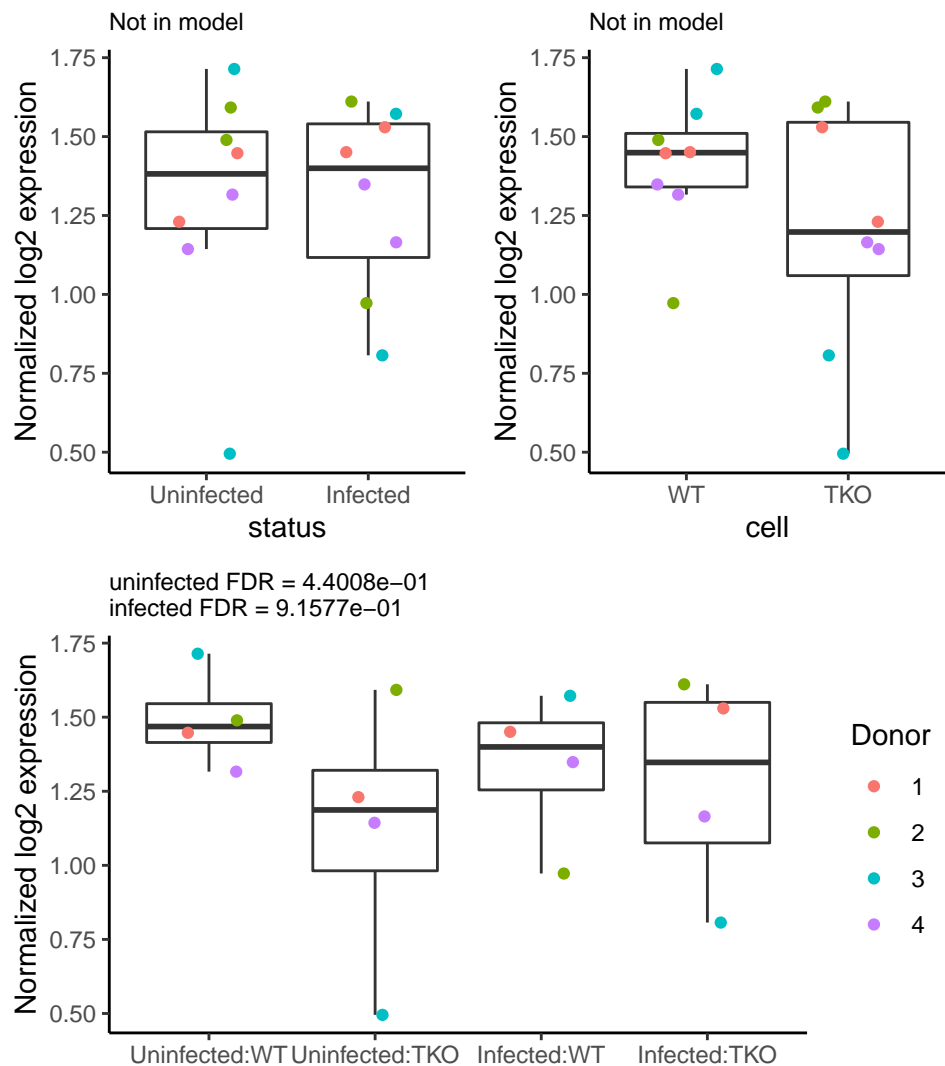 Not in model
Normalized log2 expression
1.75
1.50
1.25
1.00
0.75
0.50
Uninfected Infected
status
Not in model
Normalized log2 expression
1.75
1.50
1.25
1.00
0.75
0.50
WT TKO
cell
uninfected FDR = 4.4008e−01
infected FDR = 9.1577e−01
Normalized log2 expression
1.75
1.50
1.25
1.00
0.75
0.50
Uninfected:WT Uninfected:TKO Infected:WT Infected:TKO
Donor
1
2
3
4